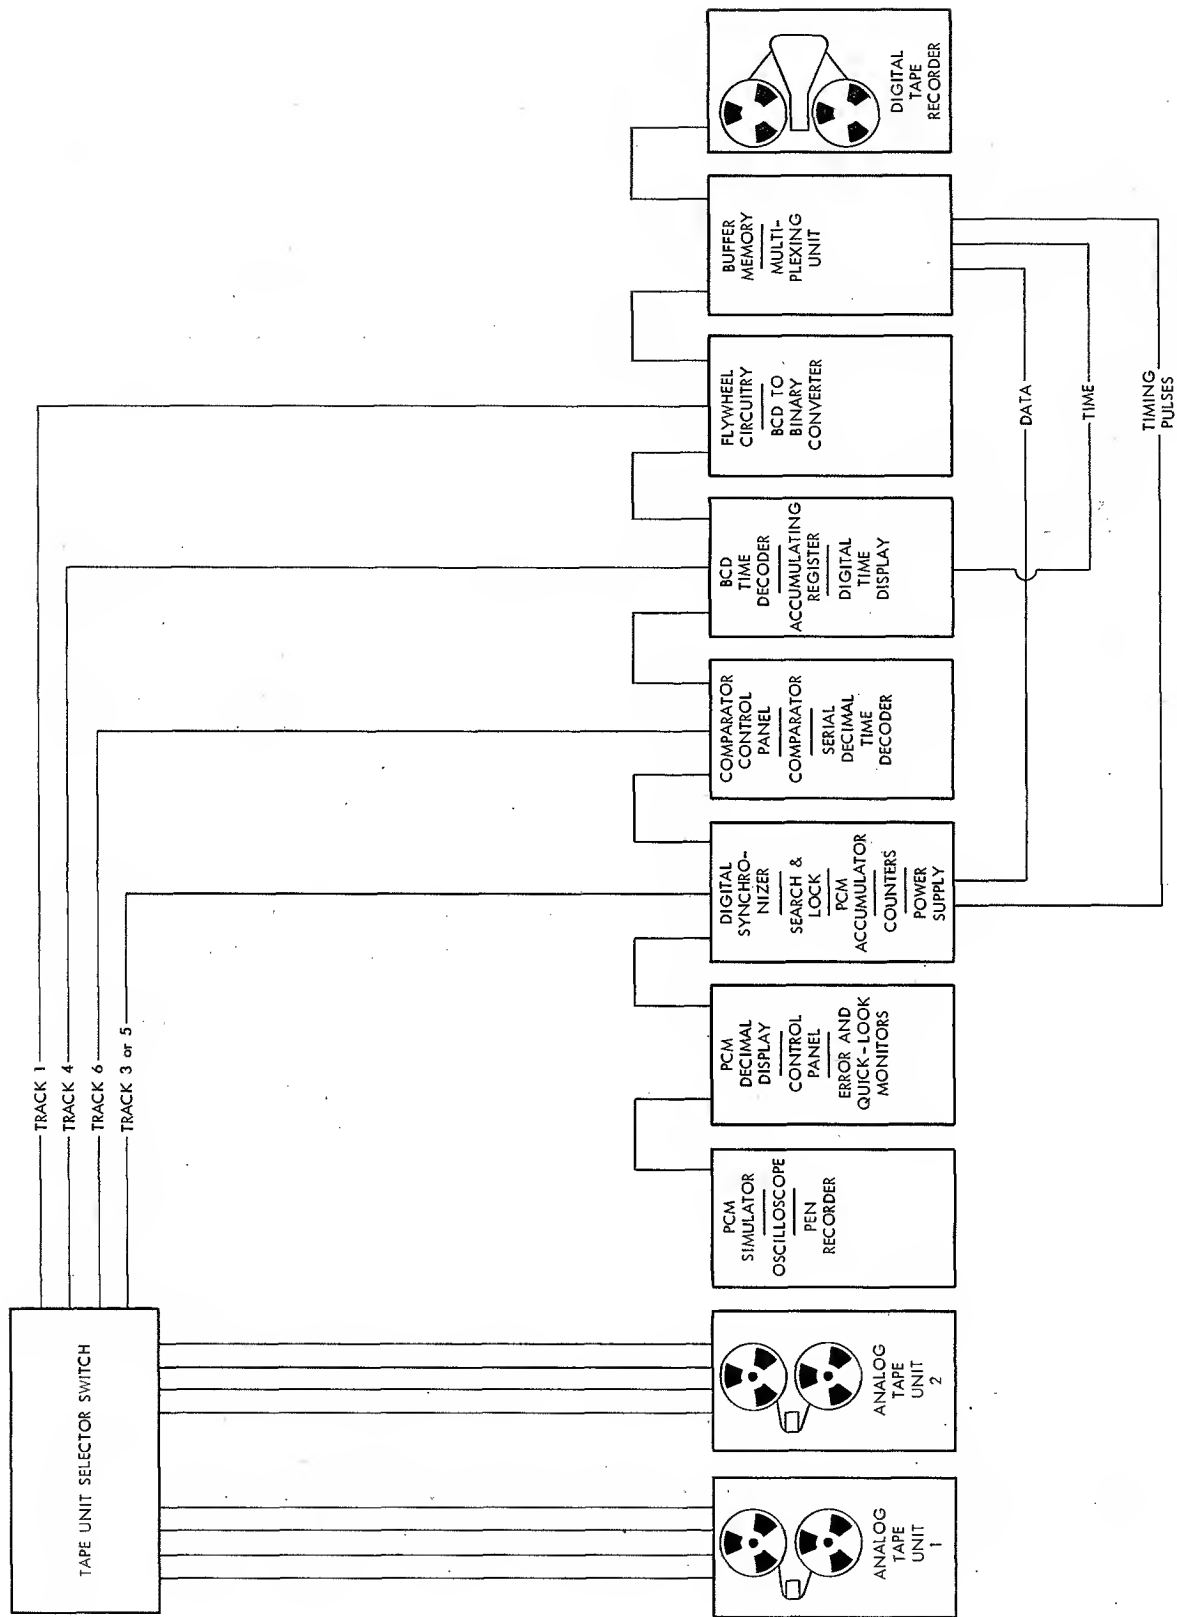 TAPE UNIT SELECTOR SWITCH
TRACK 1
TRACK 4
TRACK 6
TRACK 3 or 5
ANALOG
TAPE
UNIT
1
ANALOG
TAPE
UNIT
2
PCM
SIMULATOR
OSCILLOSCOPE
PEN
RECORDER
PCM
DECIMAL
DISPLAY
CONTROL
PANEL
ERROR AND
QUICK-LOOK
MONITORS
DIGITAL
SYNCHRO-
NIZER
SEARCH &
LOCK
PCM
ACCUMULATOR
COUNTERS
POWER
SUPPLY
COMPARATOR
CONTROL
PANEL
COMPARATOR
SERIAL
DECIMAL
TIME
DECODER
BCD
TIME
DECODER
ACCUMULATING
REGISTER
DIGITAL
TIME
DISPLAY
FLYWHEEL
CIRCUITRY
BCD TO
BINARY
CONVERTER
BUFFER
MEMORY
MULTI-
PLEXING
UNIT
DIGITAL
TAPE
RECORDER
DATA
TIME
TIMING
PULSES